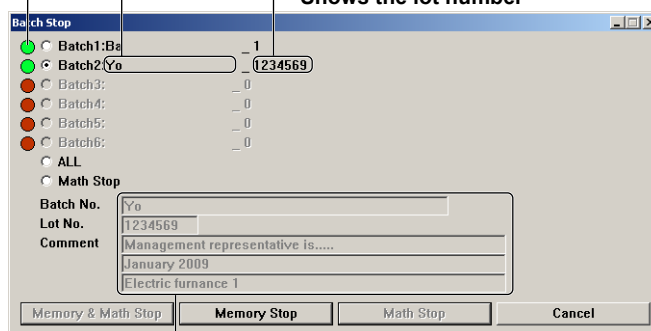 Shows the lot number
Batch Stop
Batch1:Ba _ 1
Batch2:Yo _ 1234569
Batch3: _ 0
Batch4: _ 0
Batch5: _ 0
Batch6: _ 0
ALL
Math Stop
Batch No. Yo
Lot No. 1234569
Comment Management representative is.....
January 2009
Electric furnance 1
Memory & Math Stop Memory Stop Math Stop Cancel